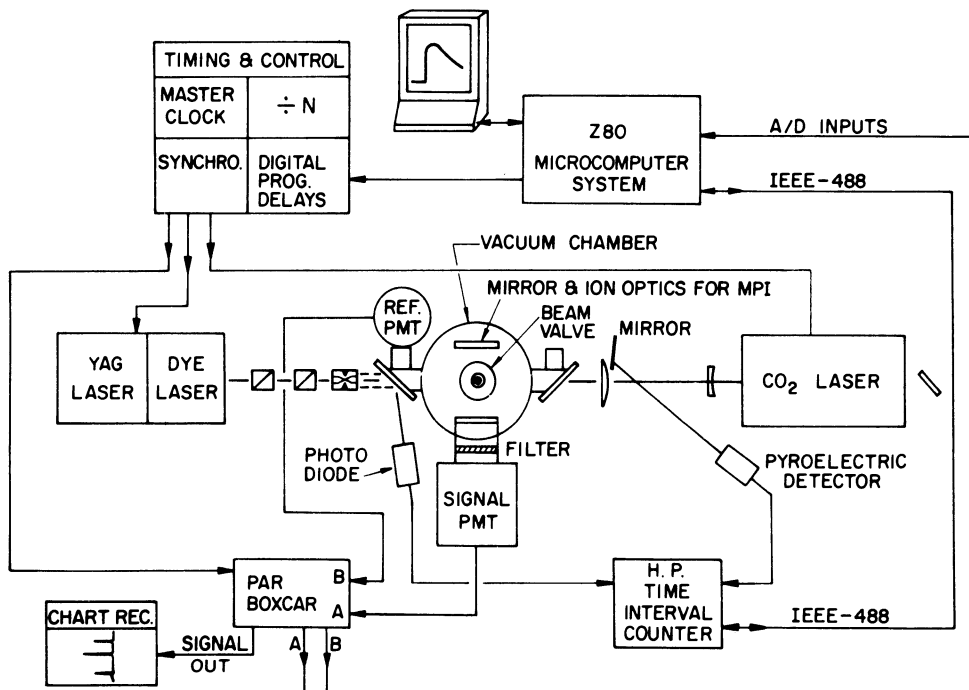 TIMING & CONTROL
MASTER
CLOCK
÷ N
SYNCHRO.
DIGITAL
PROG.
DELAYS
Z80
MICROCOMPUTER
SYSTEM
A/D INPUTS
IEEE-488
VACUUM CHAMBER
MIRROR & ION OPTICS FOR MPI
REF.
PMT
BEAM
VALVE
MIRROR
YAG
LASER
DYE
LASER
CO2 LASER
PHOTO
DIODE
FILTER
SIGNAL
PMT
PYROELECTRIC
DETECTOR
PAR
BOXCAR
B
A
H. P.
TIME
INTERVAL
COUNTER
IEEE-488
CHART REC.
SIGNAL
OUT
A
B